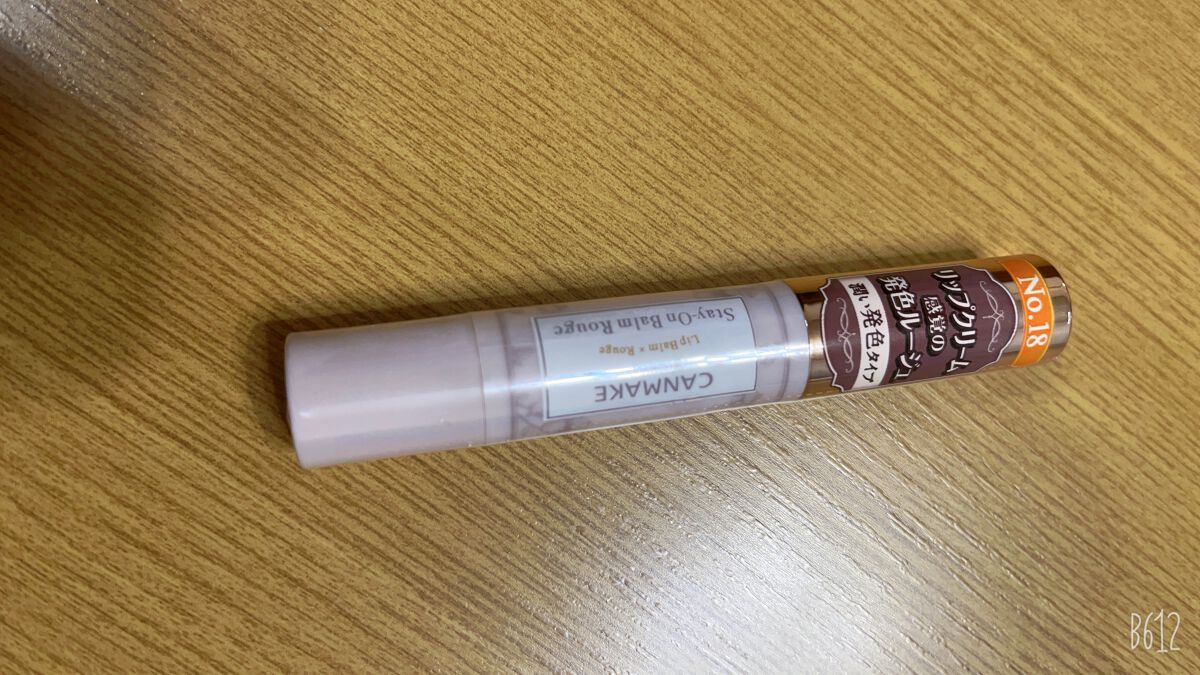 No.18
リップクリーム
感覚の
発色ルージュ
潤い発色タイプ
CANMAKE
Lip Balm × Rouge
Stay-On Balm Rouge
B612